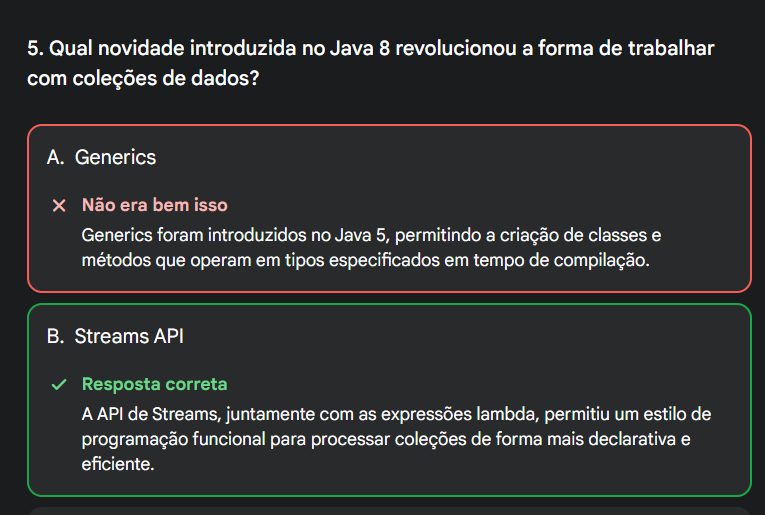 5. Qual novidade introduzida no Java 8 revolucionou a forma de trabalhar
com coleções de dados?
A. Generics
Não era bem isso
Generics foram introduzidos no Java 5, permitindo a criação de classes e
métodos que operam em tipos especificados em tempo de compilação.
B. Streams API
Resposta correta
A API de Streams, juntamente com as expressões lambda, permitiu um estilo de
programação funcional para processar coleções de forma mais declarativa e
eficiente.